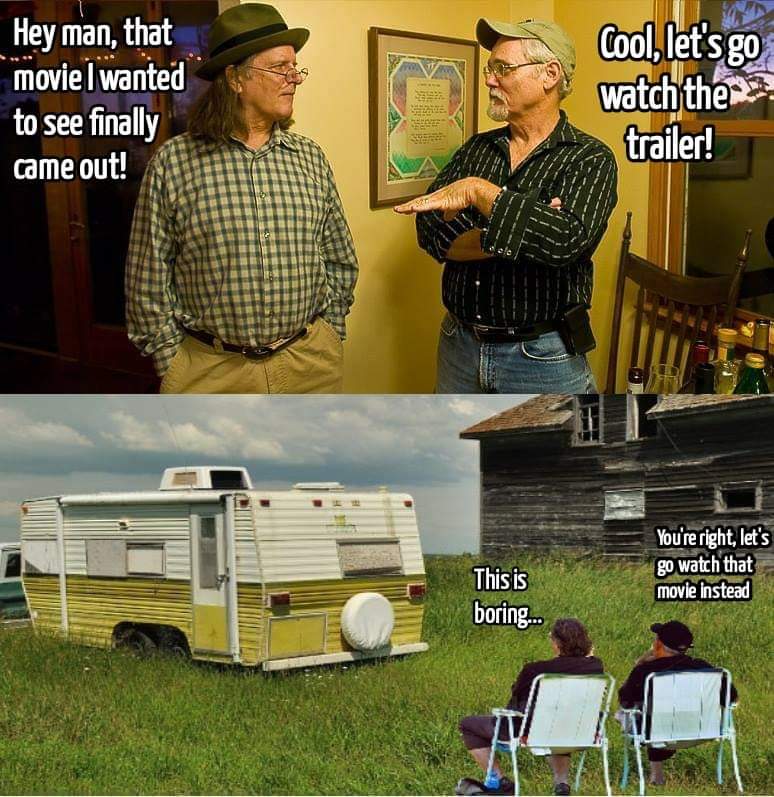 Hey man, that
movie I wanted
to see finally
came out!
Cool, let's go
watch the
trailer!
This is
boring...
You're right, let's
go watch that
movie instead